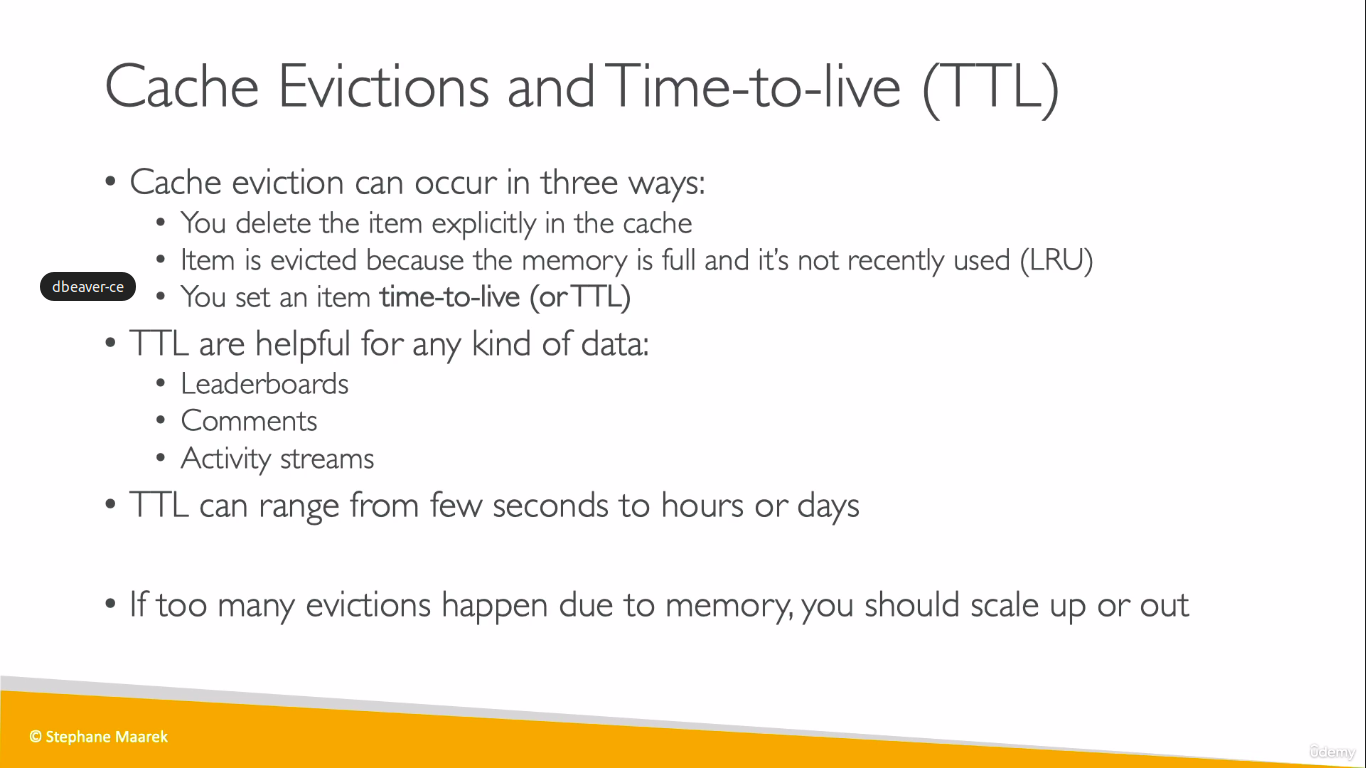 Cache Evictions and Time-to-live (TTL)
• Cache eviction can occur in three ways:
• You delete the item explicitly in the cache
• Item is evicted because the memory is full and it's not recently used (LRU)
dbeaver-ce
• You set an item time-to-live (or TTL)
• TTL are helpful for any kind of data:
• Leaderboards
• Comments
• Activity streams
• TTL can range from few seconds to hours or days
• If too many evictions happen due to memory, you should scale up or out
© Stephane Maarek
ûdemy